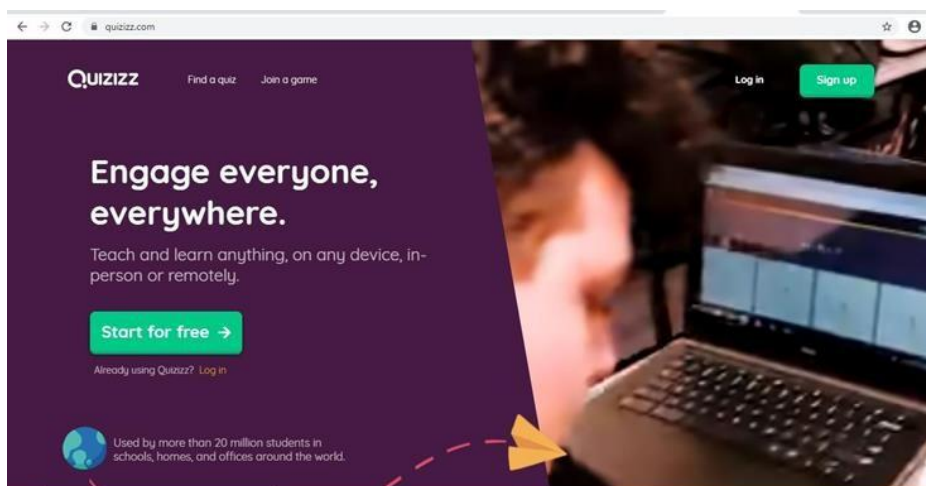 quizizz.com
Quizizz Find a quiz Join a game Log in Sign up
Engage everyone,
everywhere.
Teach and learn anything, on any device, in-
person or remotely.
Start for free →
Already using Quizizz? Log in
Used by more than 20 million students in
schools, homes, and offices around the world.